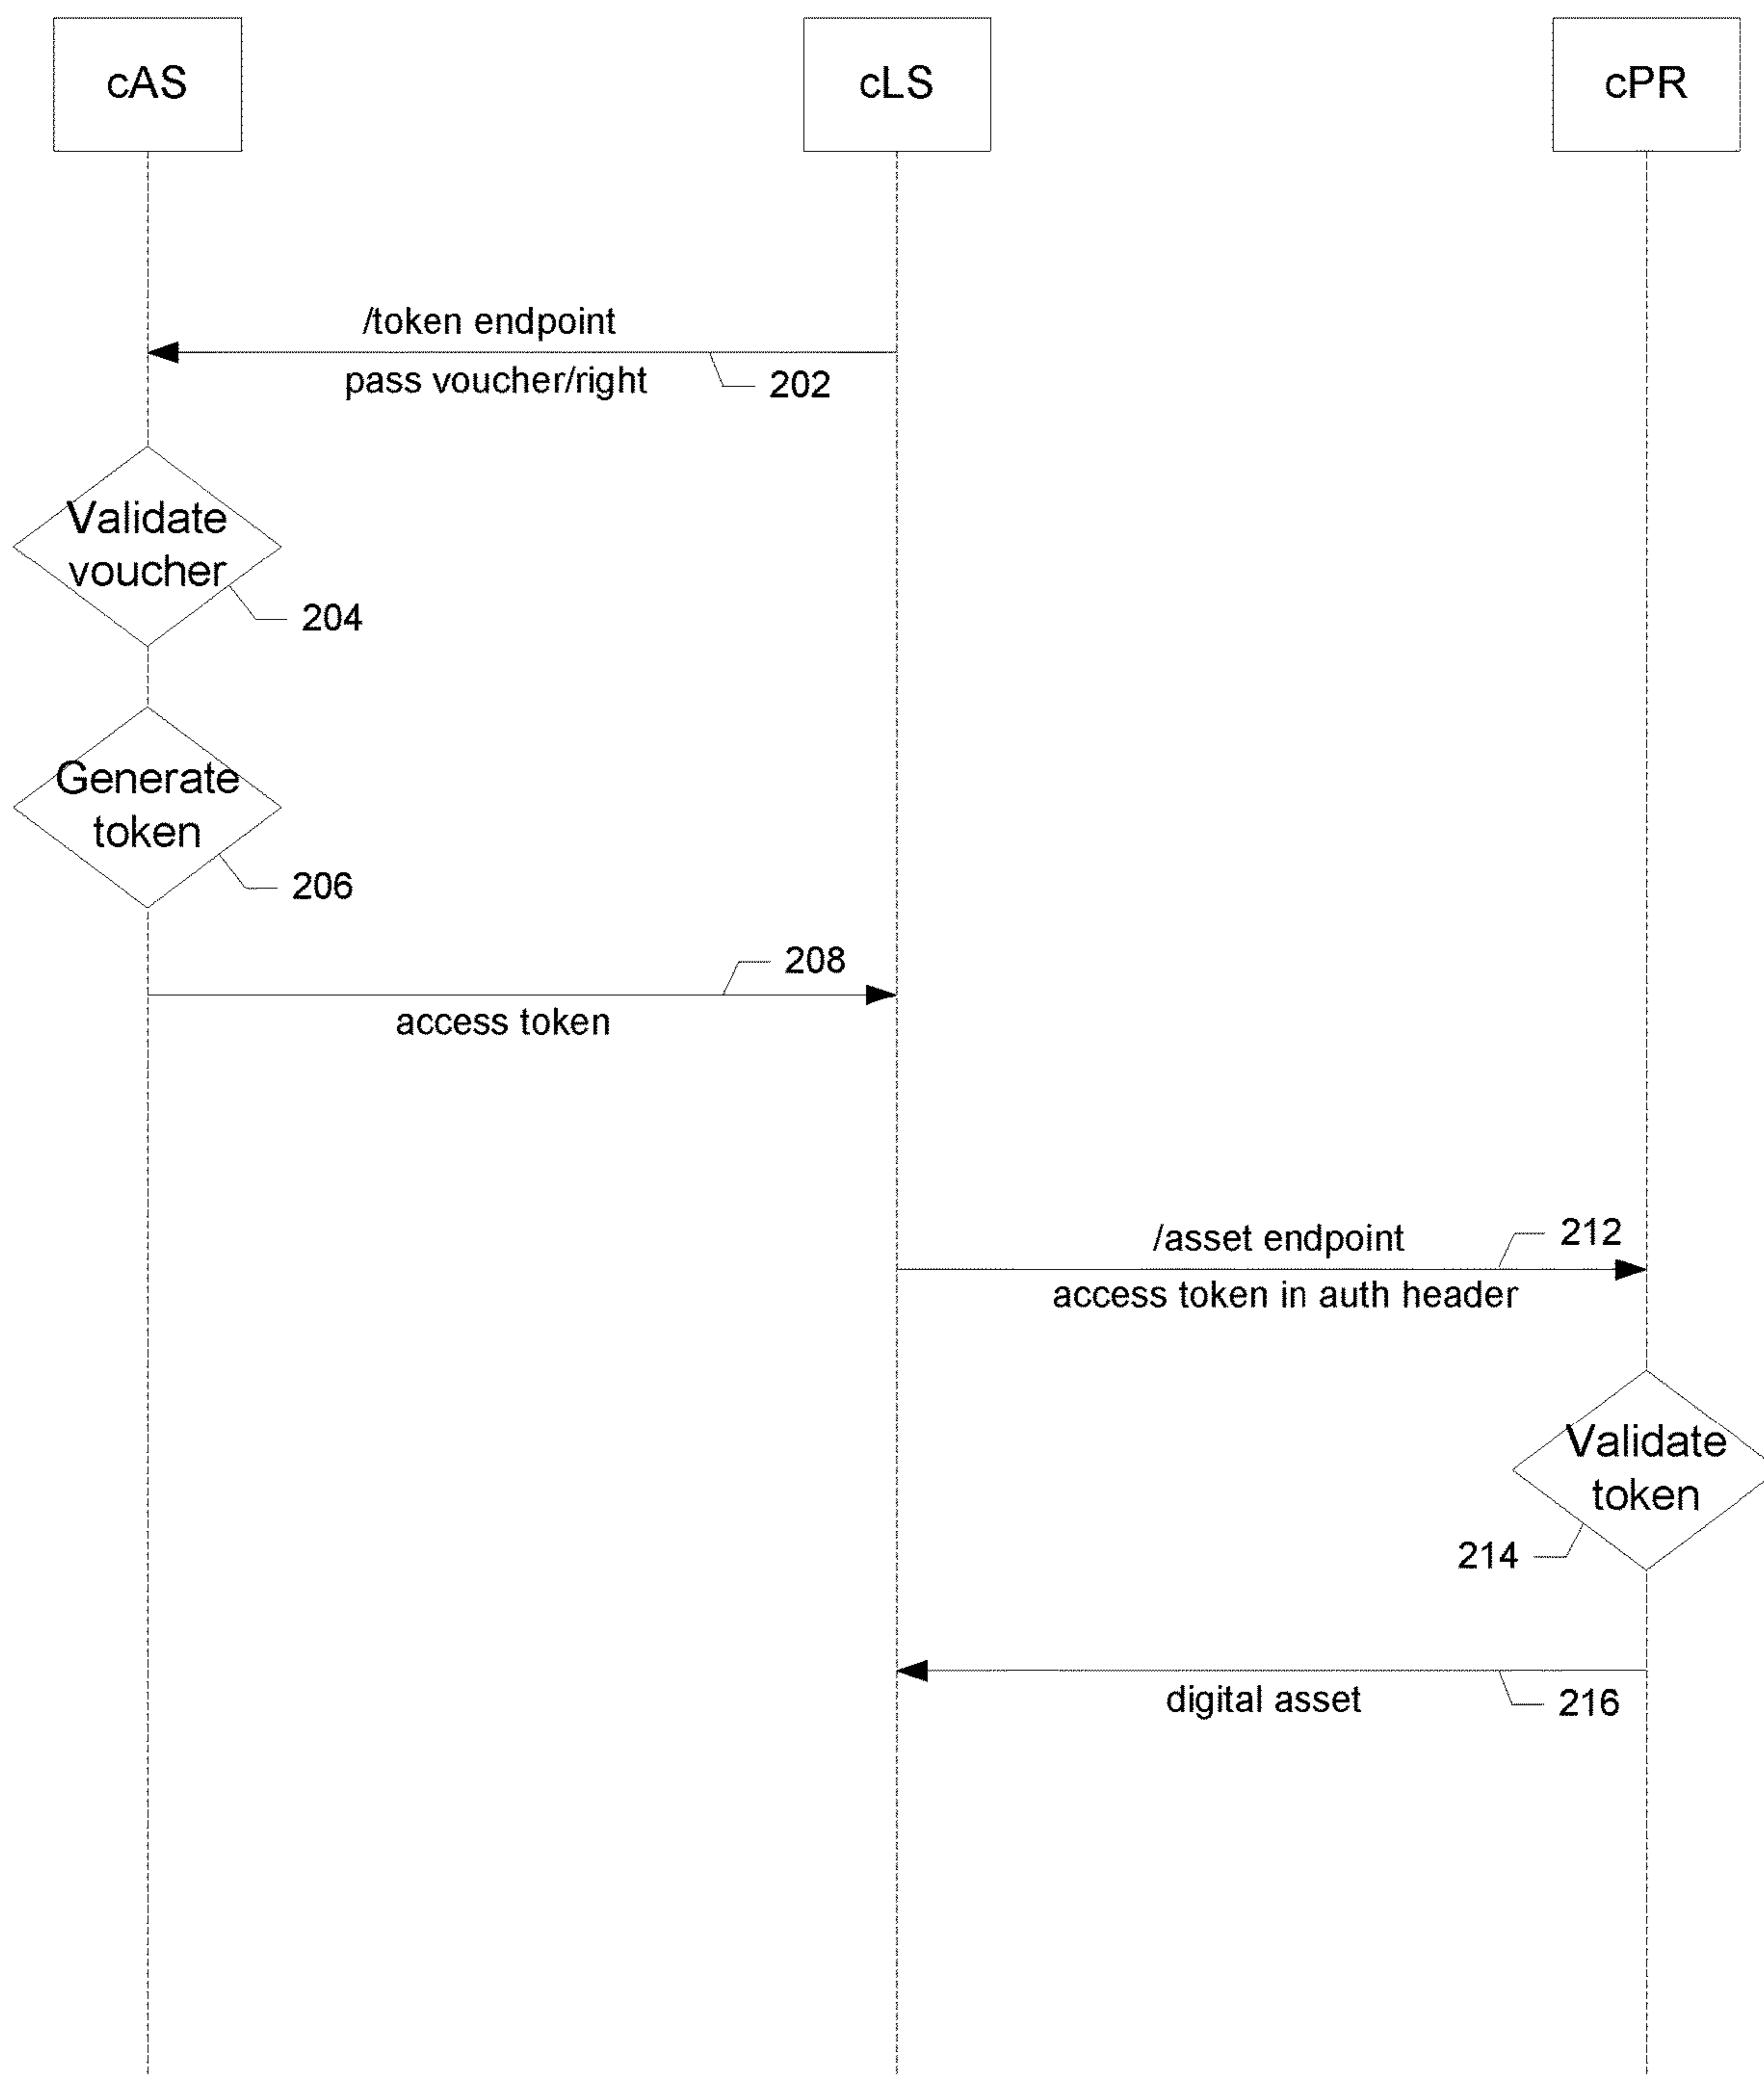 cAS
cLS
cPR
/token endpoint
pass voucher/right
202
Validate
voucher
204
Generate
token
206
208
access token
/asset endpoint
212
access token in auth header
Validate
token
214
digital asset
216